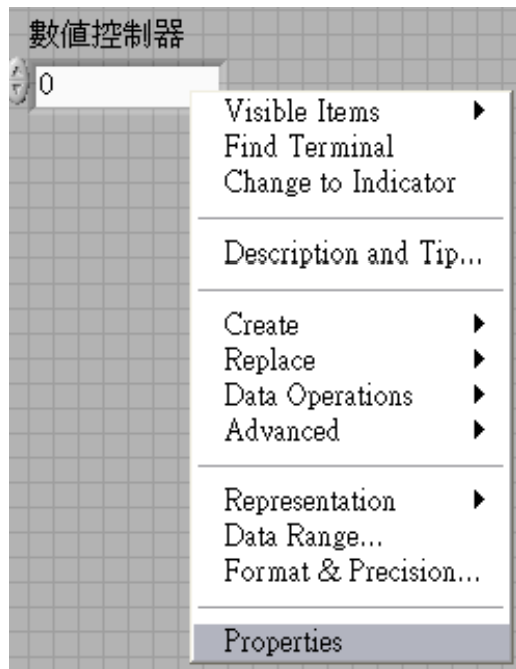 數值控制器
0
Visible Items
Find Terminal
Change to Indicator
Description and Tip...
Create
Replace
Data Operations
Advanced
Representation
Data Range...
Format & Precision...
Properties